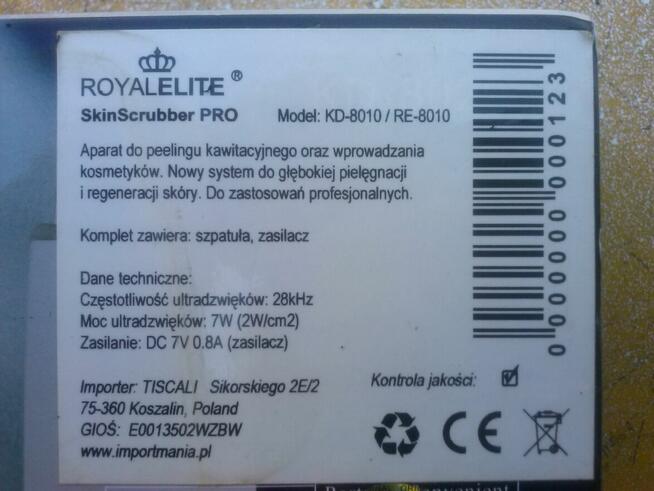 ROYALELITE ®
SkinScrubber PRO Model: KD-8010 / RE-8010
Aparat do peelingu kawitacyjnego oraz wprowadzania
kosmetyków. Nowy system do głębokiej pielęgnacji
i regeneracji skóry. Do zastosowań profesjonalnych.
Komplet zawiera: szpatuła, zasilacz
Dane techniczne:
Częstotliwość ultradzwięków: 28kHz
Moc ultradzwięków: 7W (2W/cm2)
Zasilanie: DC 7V 0.8A (zasilacz)
Importer: TISCALI Sikorskiego 2E/2
75-360 Koszalin, Poland
GIOŚ: E0013502WZBW
www.importmania.pl
Kontrola jakości:
CE
0 000000 000123